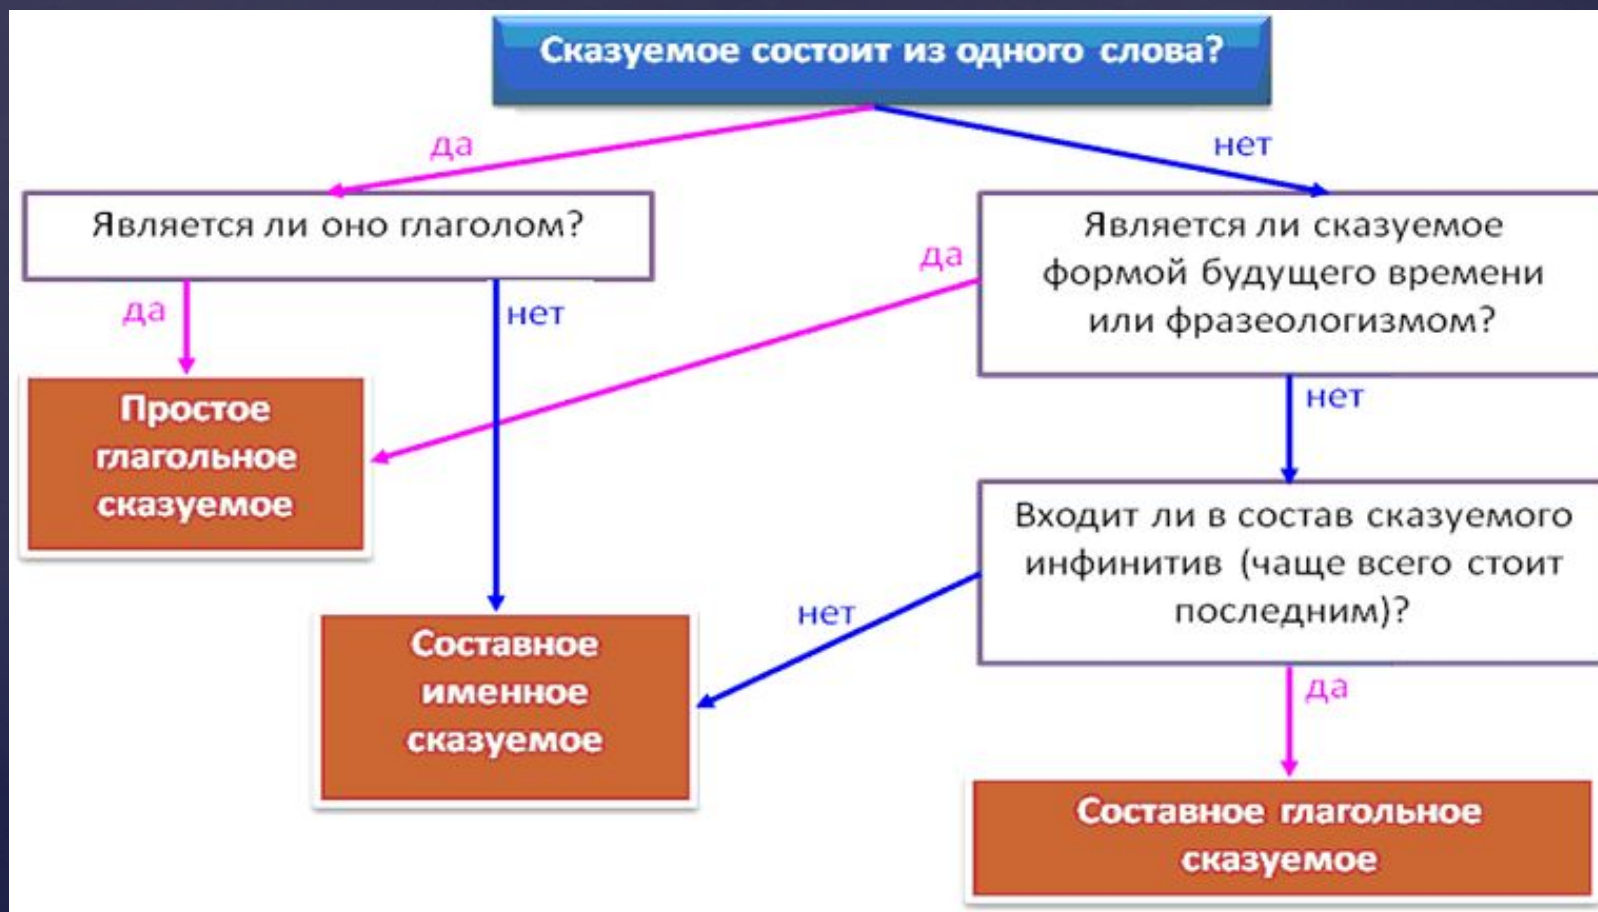 Сказуемое состоит из одного слова?
да
нет
Является ли оно глаголом?
Является ли сказуемое
формой будущего времени
или фразеологизмом?
да
да
нет
нет
Простое
глагольное
сказуемое
Входит ли в состав сказуемого
инфинитив (чаще всего стоит
последним)?
нет
Составное
именное
сказуемое
да
Составное глагольное
сказуемое